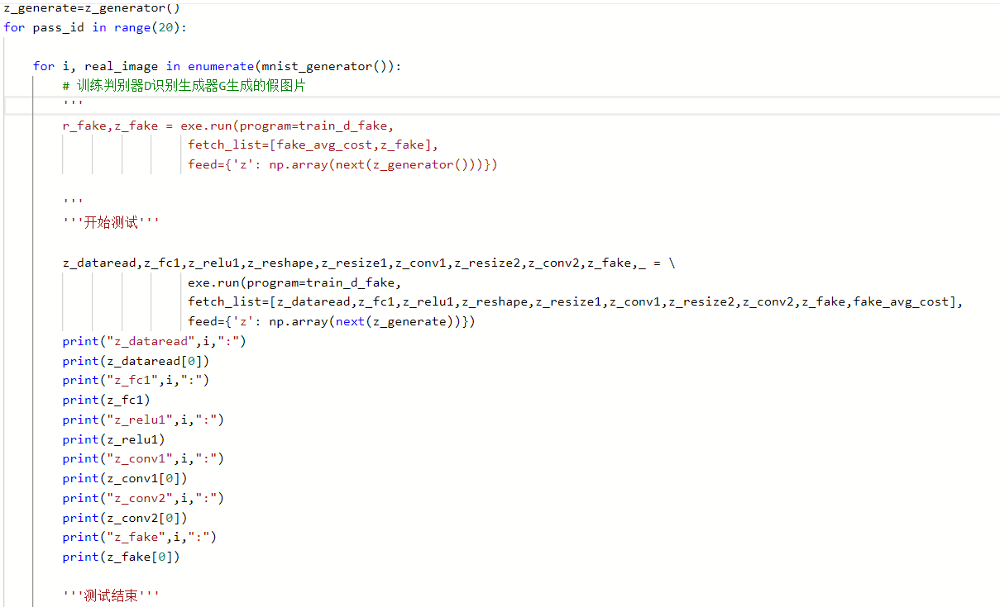 z_generate=z_generator()
for pass_id in range(20):
for i, real_image in enumerate(mnist_generator()):
# 训练判别器D识别生成器G生成的假图片
'''
r_fake,z_fake = exe.run(program=train_d_fake,
fetch_list=[fake_avg_cost,z_fake],
feed={'z': np.array(next(z_generator()))})
'''
'''开始测试'''
z_dataread,z_fc1,z_relu1,z_reshape,z_resize1,z_conv1,z_resize2,z_conv2,z_fake,_ = \
exe.run(program=train_d_fake,
fetch_list=[z_dataread,z_fc1,z_relu1,z_reshape,z_resize1,z_conv1,z_resize2,z_conv2,z_fake,fake_avg_cost],
feed={'z': np.array(next(z_generate))})
print("z_dataread",i,":")
print(z_dataread[0])
print("z_fc1",i,":")
print(z_fc1)
print("z_relu1",i,":")
print(z_relu1)
print("z_conv1",i,":")
print(z_conv1[0])
print("z_conv2",i,":")
print(z_conv2[0])
print("z_fake",i,":")
print(z_fake[0])
'''测试结束'''